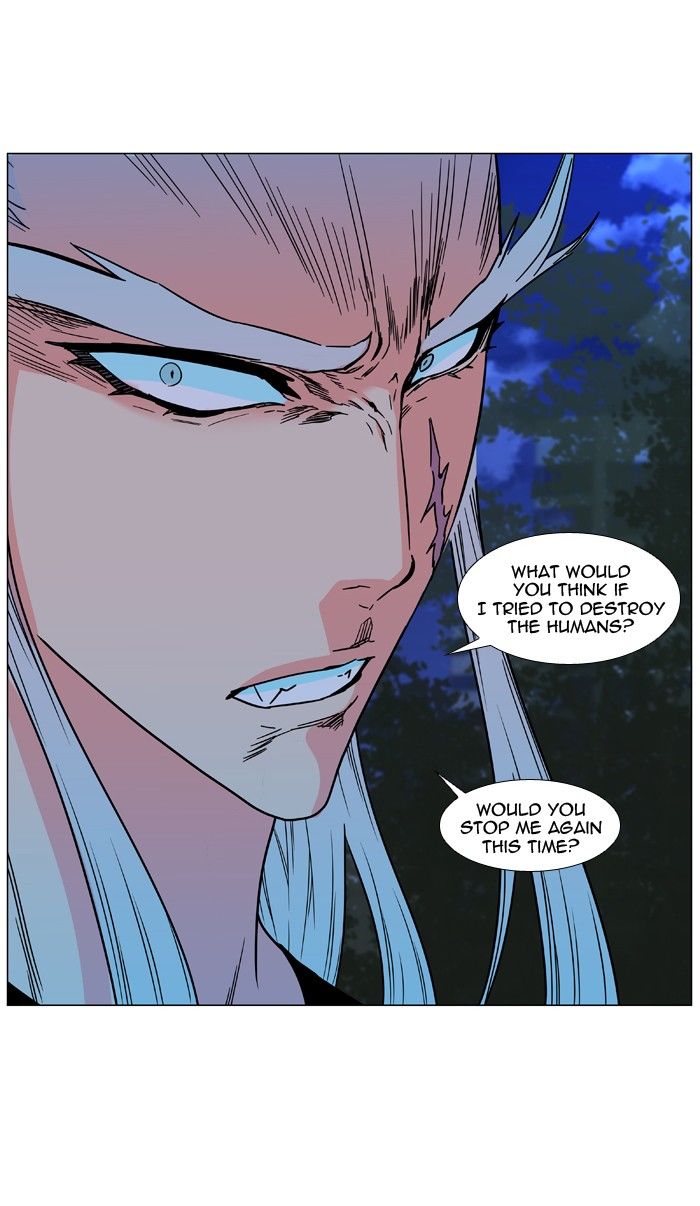 WHAT WOULD
YOU THINK IF
I TRIED TO DESTROY
THE HUMANS?
WOULD YOU
STOP ME AGAIN
THIS TIME?